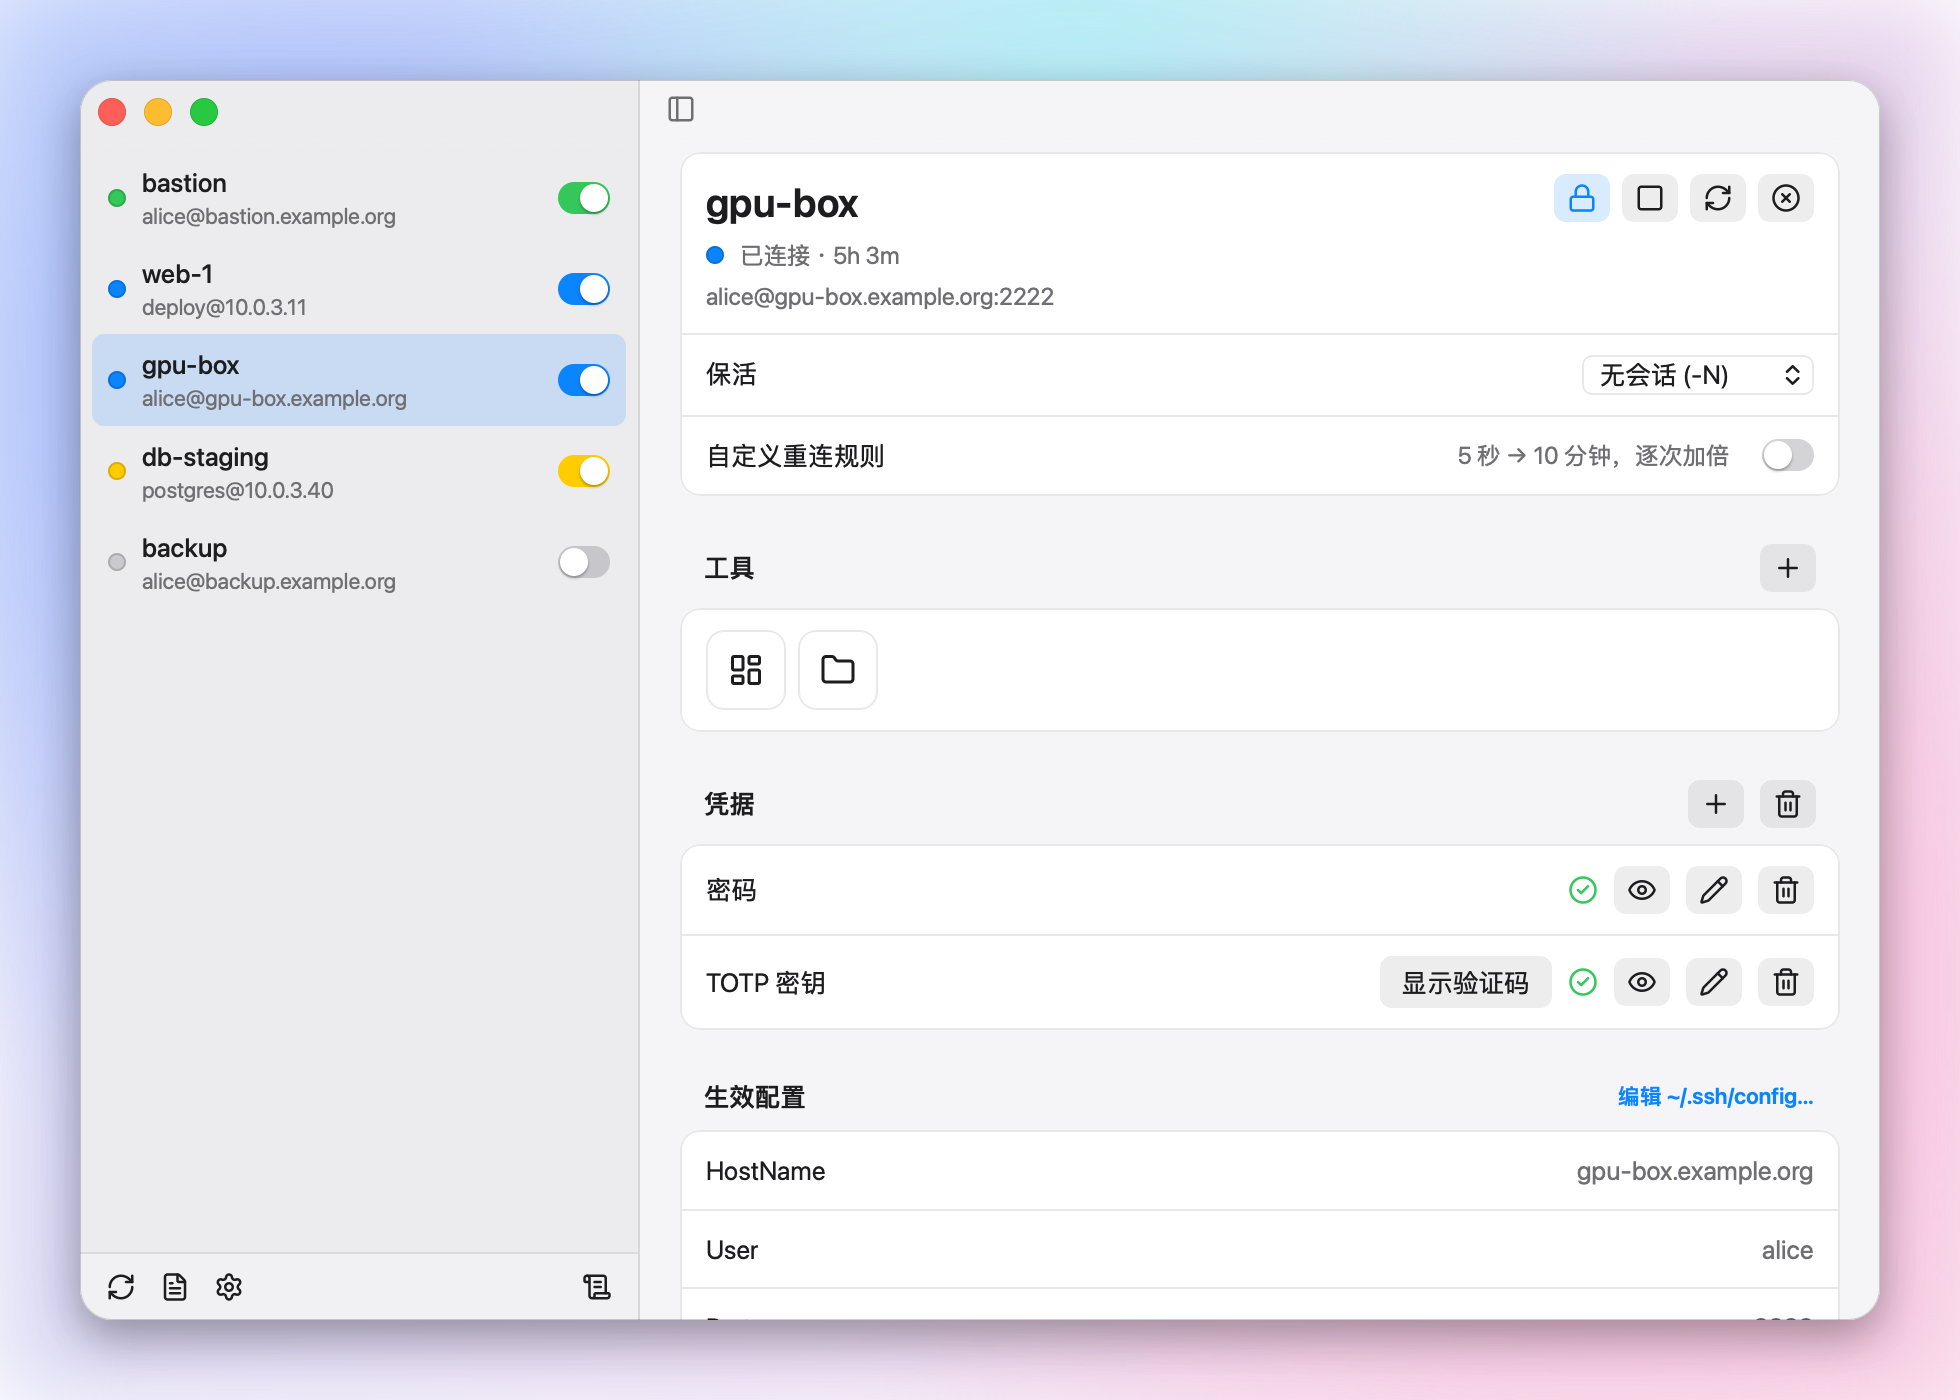 bastion
alice@bastion.example.org
web-1
deploy@10.0.3.11
gpu-box
alice@gpu-box.example.org
db-staging
postgres@10.0.3.40
backup
alice@backup.example.org
gpu-box
已连接 · 5h 3m
alice@gpu-box.example.org:2222
保活
无会话 (-N)
自定义重连规则
5 秒 → 10 分钟，逐次加倍
工具
凭据
密码
TOTP 密钥
显示验证码
生效配置
编辑 ~/.ssh/config...
HostName
gpu-box.example.org
User
alice